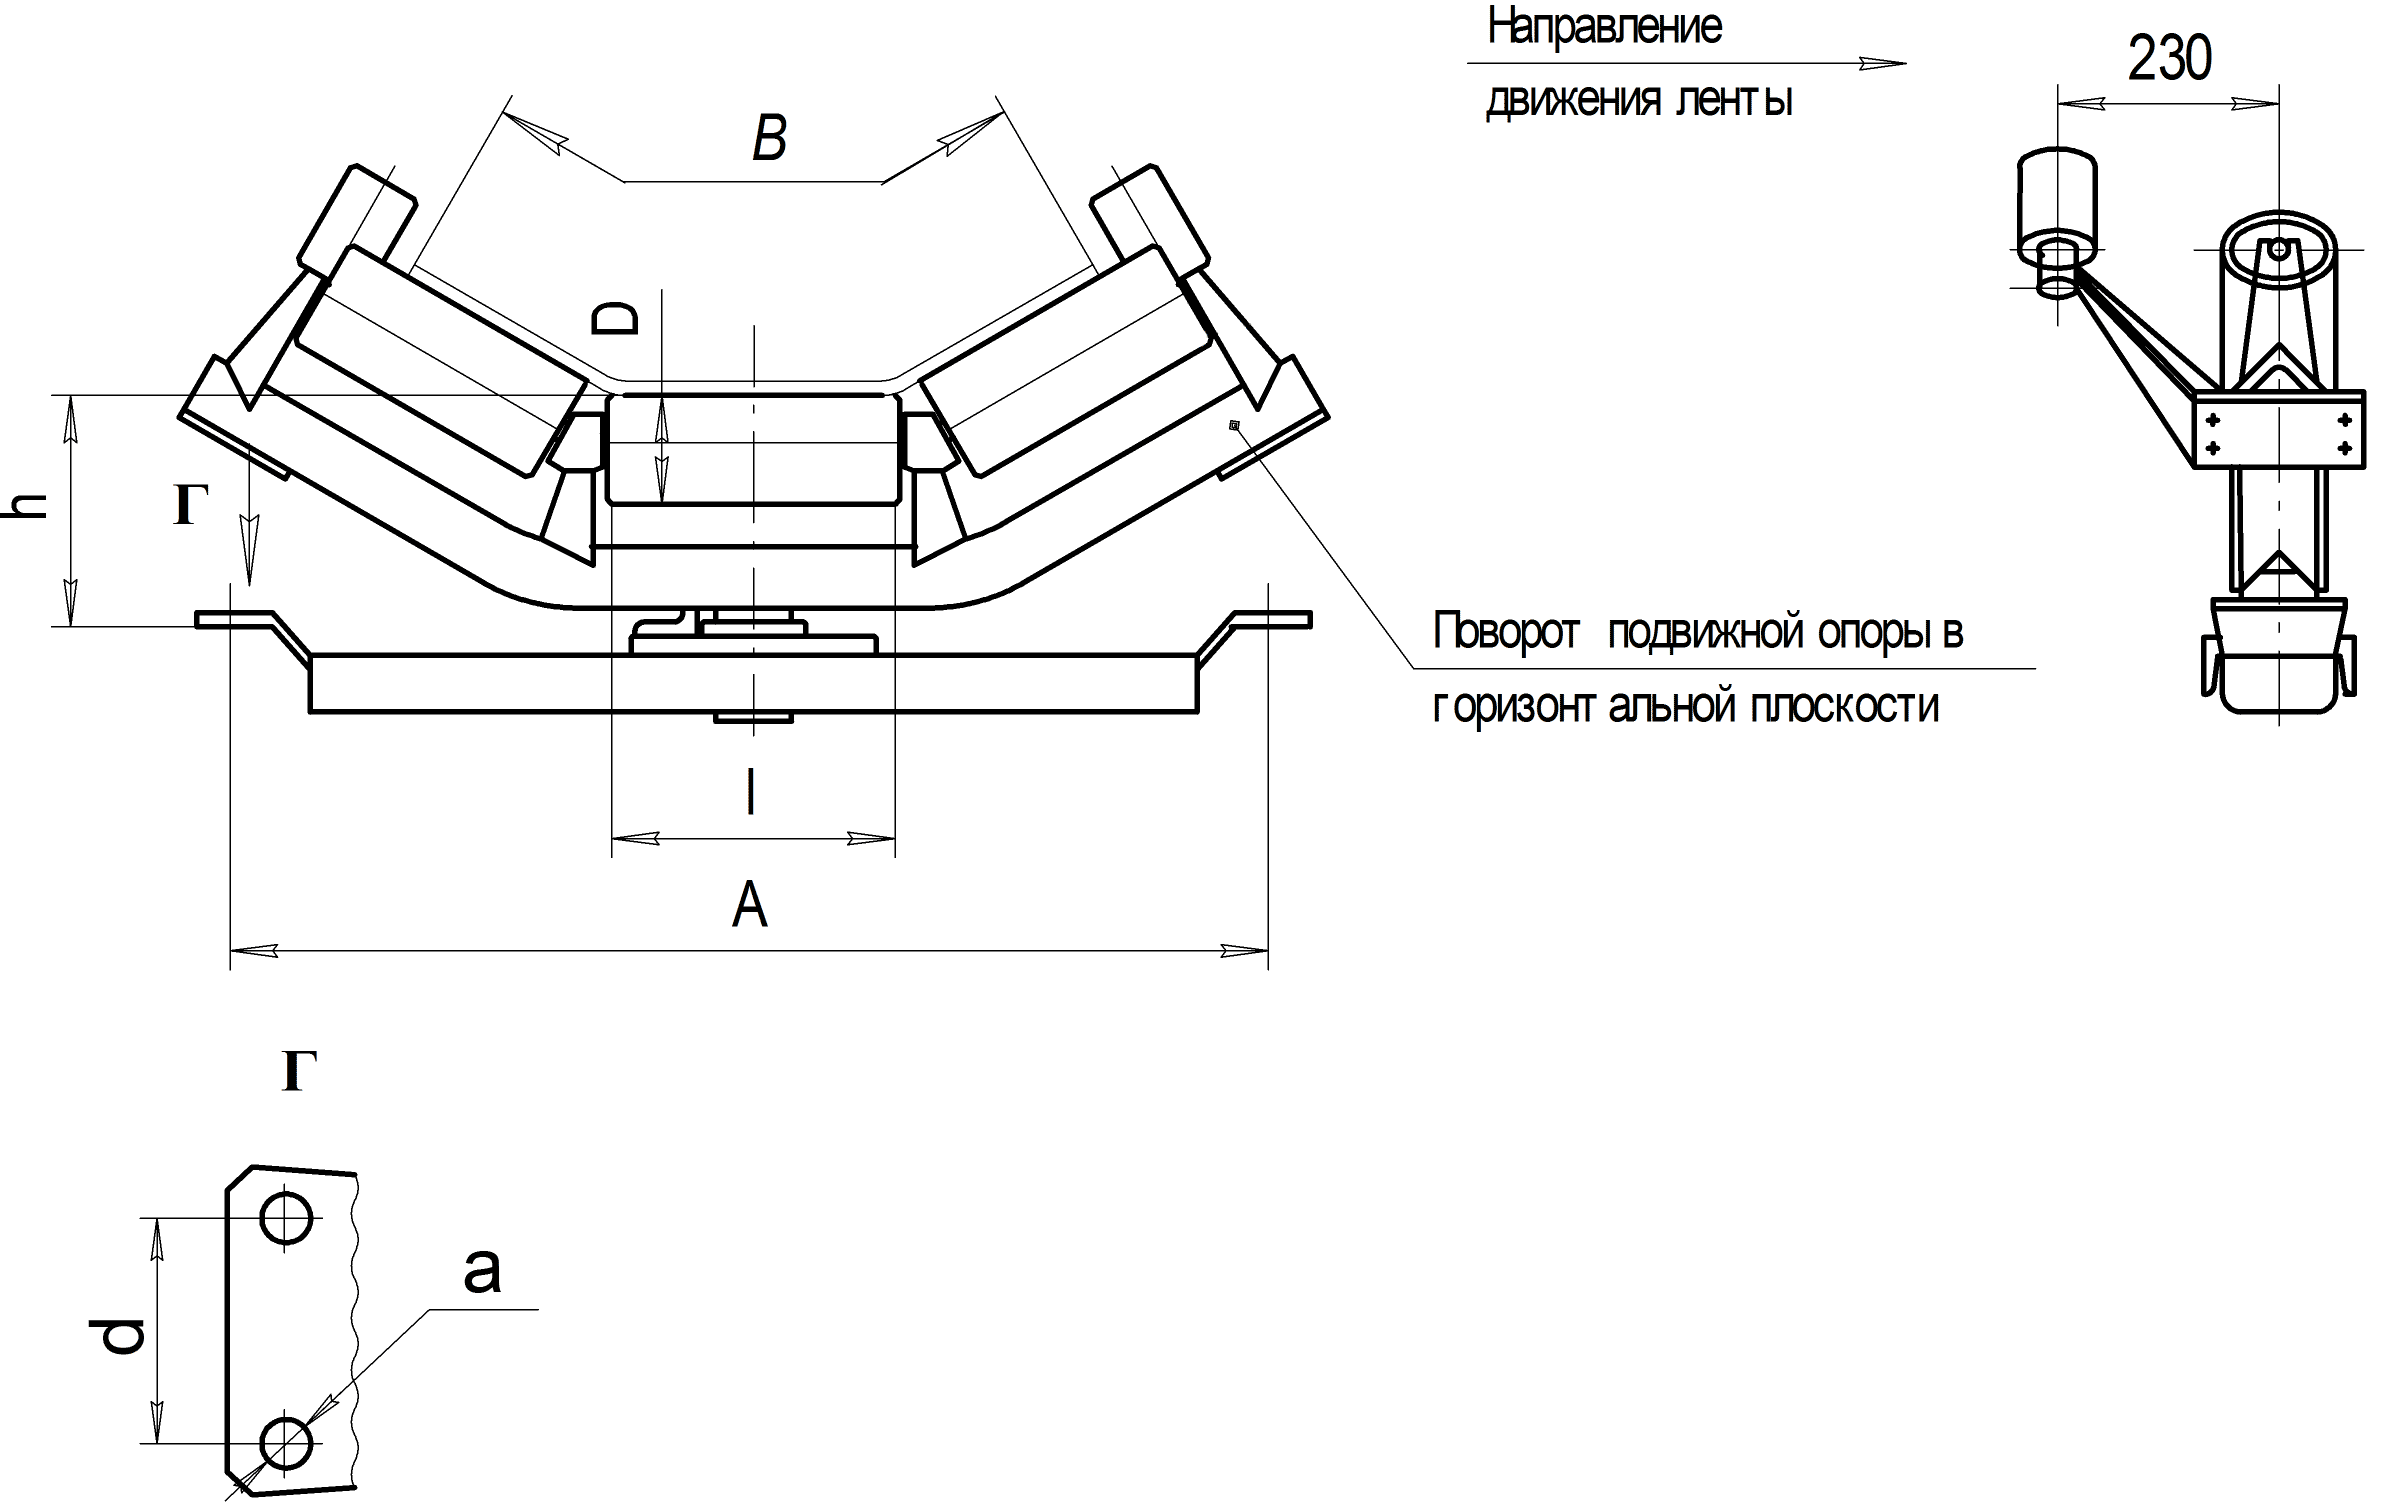 Направление
движения ленты
230
B
D
h
Г
Поворот подвижной опоры в
горизонтальной плоскости
l
A
Г
a
d